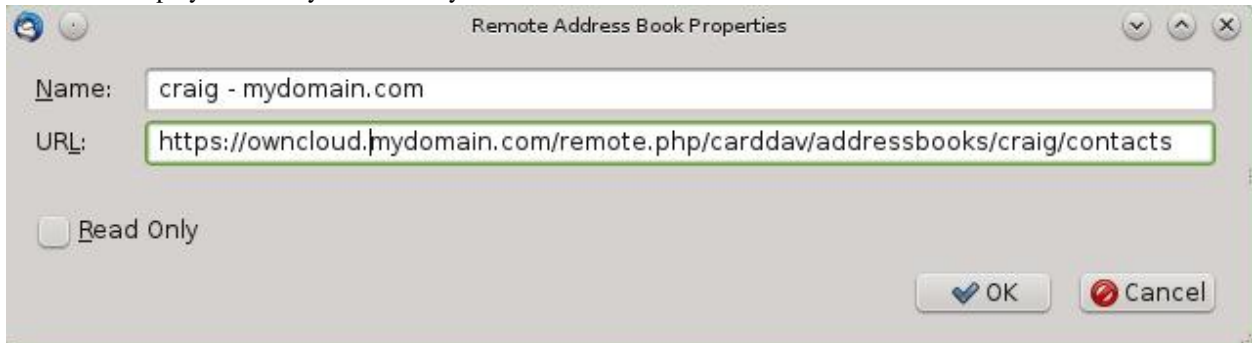 Remote Address Book Properties
Name: craig - mydomain.com
URL: https://owncloud.mydomain.com/remote.php/carddav/addressbooks/craig/contacts
Read Only
OK Cancel